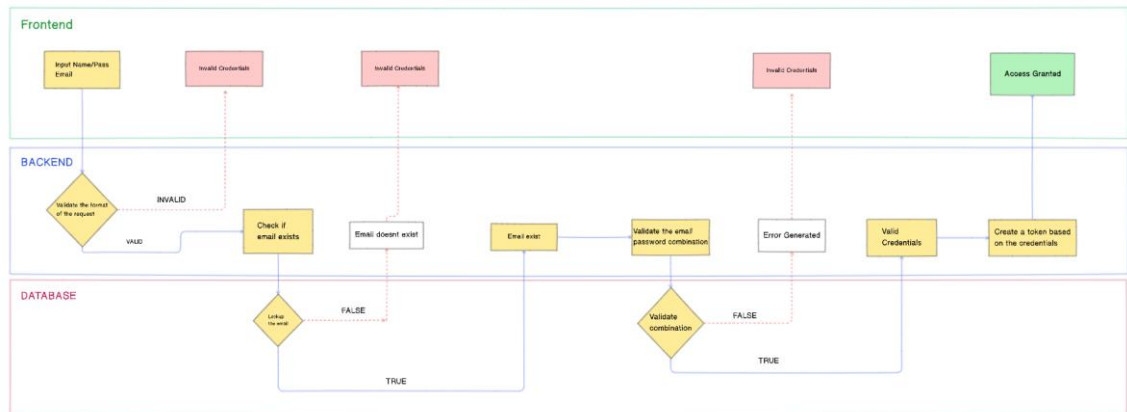 Frontend
Input Name/Pass
Email
Invalid Credentials
Invalid Credentials
Invalid Credentials
Access Granted
BACKEND
Validate the format
of the request
INVALID
VALID
Check if
email exists
Email doesnt exist
Email exist
Validate the email
password combination
Error Generated
Valid
Credentials
Create a token based
on the credentials
DATABASE
Lookup
the email
FALSE
TRUE
Validate
combination
FALSE
TRUE